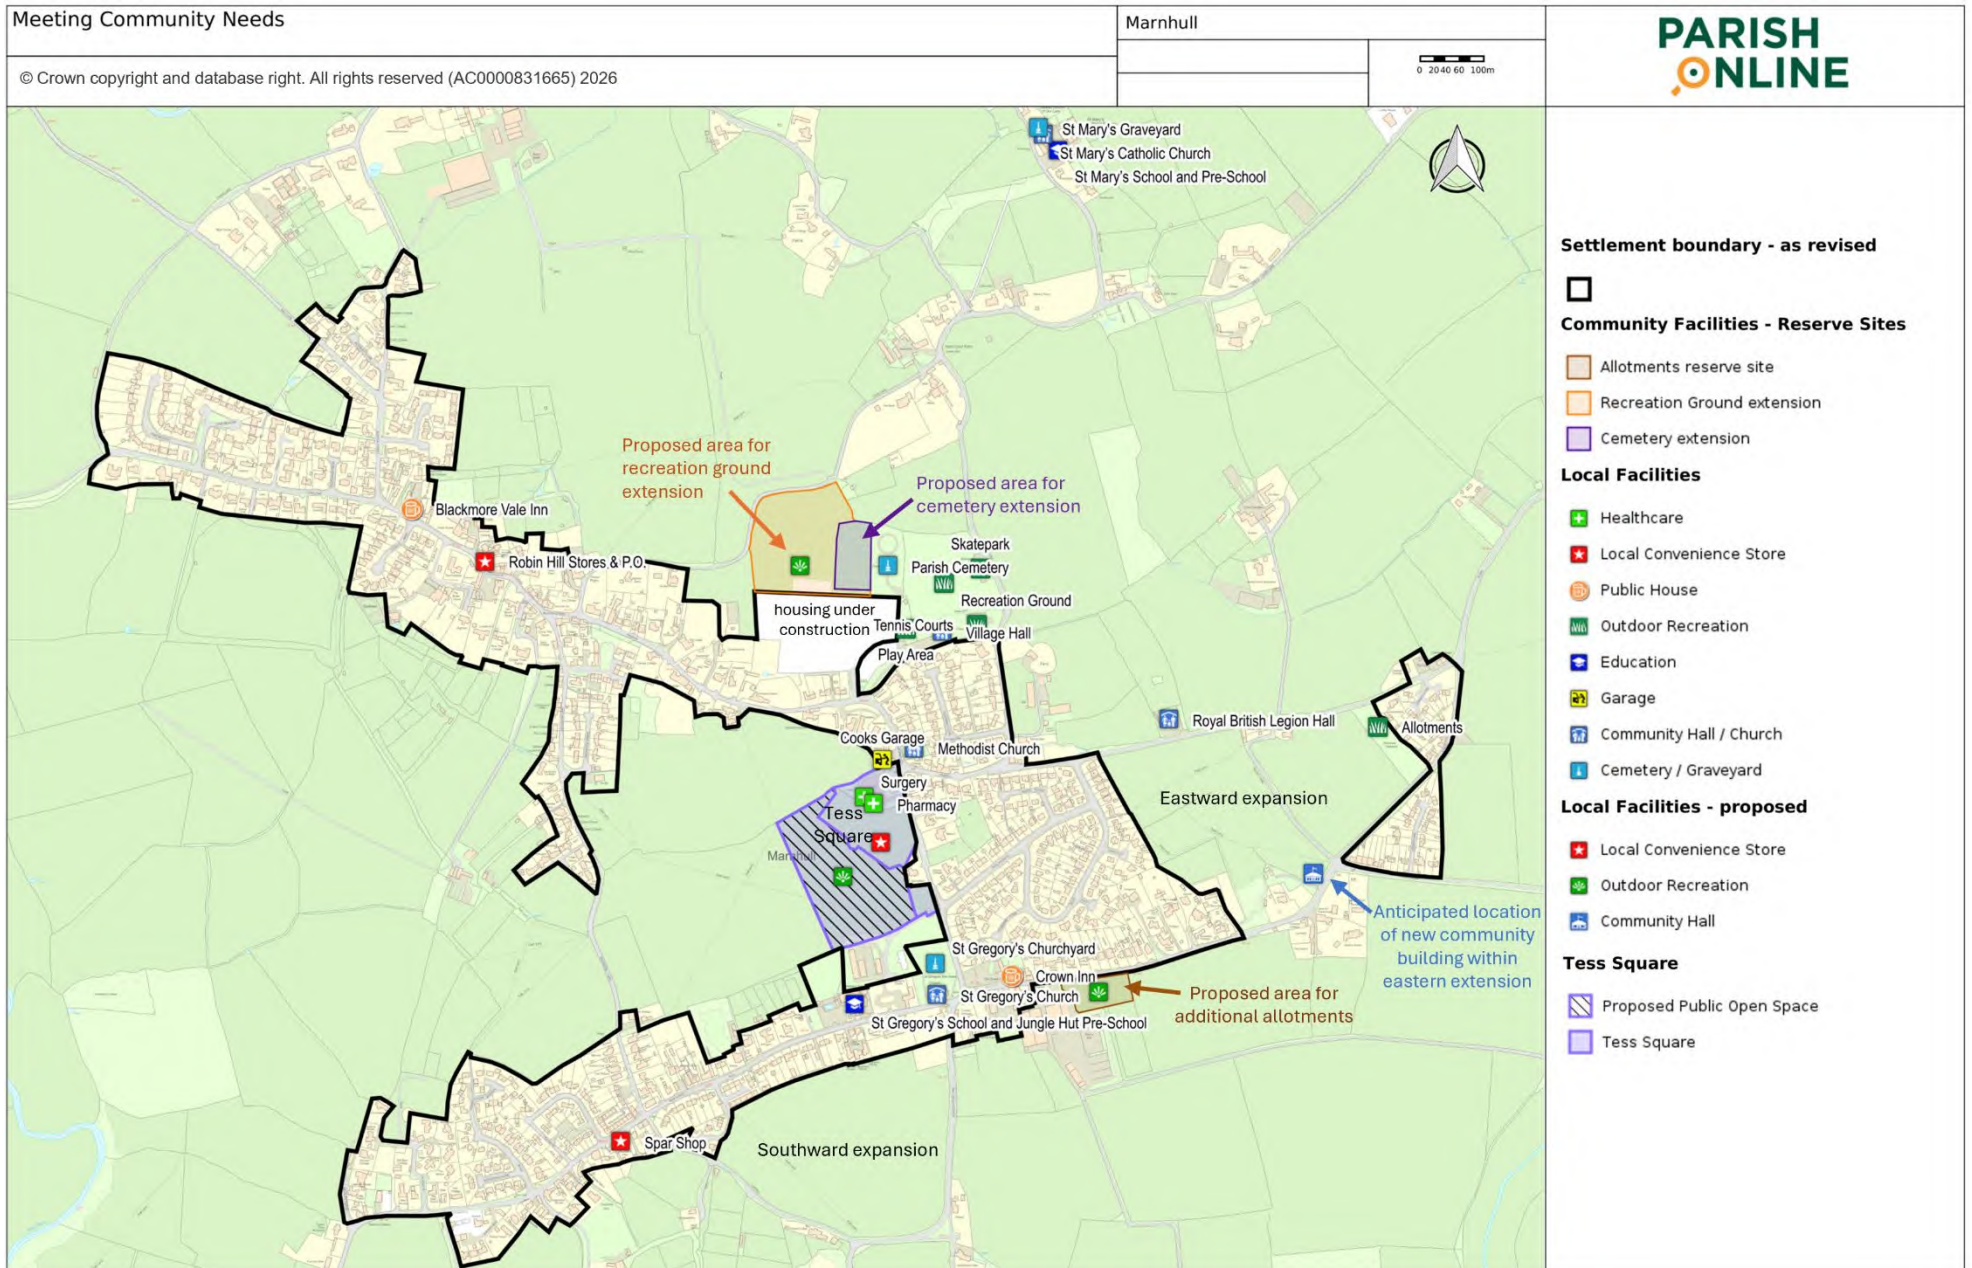 Meeting Community Needs
Marnhull
© Crown copyright and database right. All rights reserved (AC0000831665) 2026
0 20 40 60 100m
PARISH
ONLINE
St Mary's Graveyard
St Mary's Catholic Church
St Mary's School and Pre-School
Proposed area for
recreation ground
extension
Proposed area for
cemetery extension
Blackmore Vale Inn
Robin Hill Stores & P.O.
Skatepark
Parish Cemetery
Recreation Ground
housing under
construction
Tennis Courts
Village Hall
Play Area
Royal British Legion Hall
Allotments
Cooks Garage
Methodist Church
Surgery
Pharmacy
Tess
Square
Marnhull
Eastward expansion
Anticipated location
of new community
building within
eastern extension
St Gregory's Churchyard
Crown Inn
St Gregory's Church
Proposed area for
additional allotments
St Gregory's School and Jungle Hut Pre-School
Spar Shop
Southward expansion
Settlement boundary - as revised
Community Facilities - Reserve Sites
Allotments reserve site
Recreation Ground extension
Cemetery extension
Local Facilities
Healthcare
Local Convenience Store
Public House
Outdoor Recreation
Education
Garage
Community Hall / Church
Cemetery / Graveyard
Local Facilities - proposed
Local Convenience Store
Outdoor Recreation
Community Hall
Tess Square
Proposed Public Open Space
Tess Square